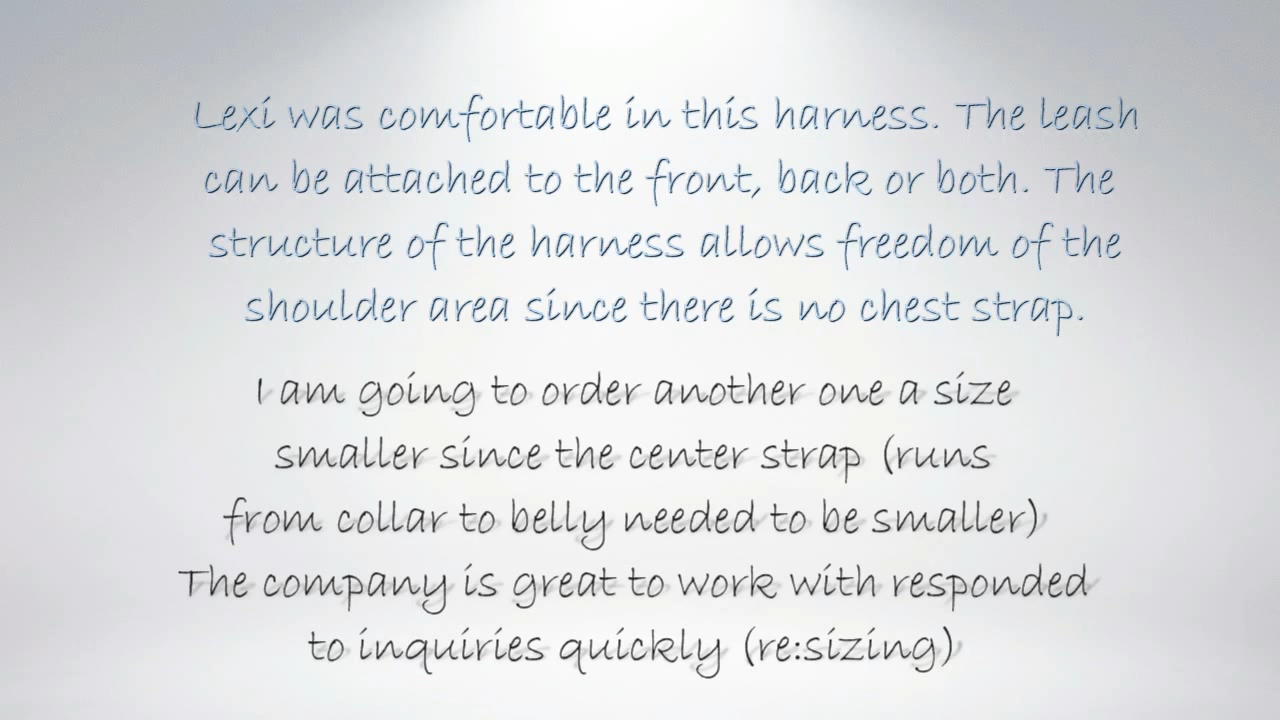 Lexi was comfortable in this harness. The leash
can be attached to the front, back or both. The
structure of the harness allows freedom of the
shoulder area since there is no chest strap.
I am going to order another one a size
smaller since the center strap (runs
from collar to belly needed to be smaller)
The company is great to work with responded
to inquiries quickly (re:sizing)